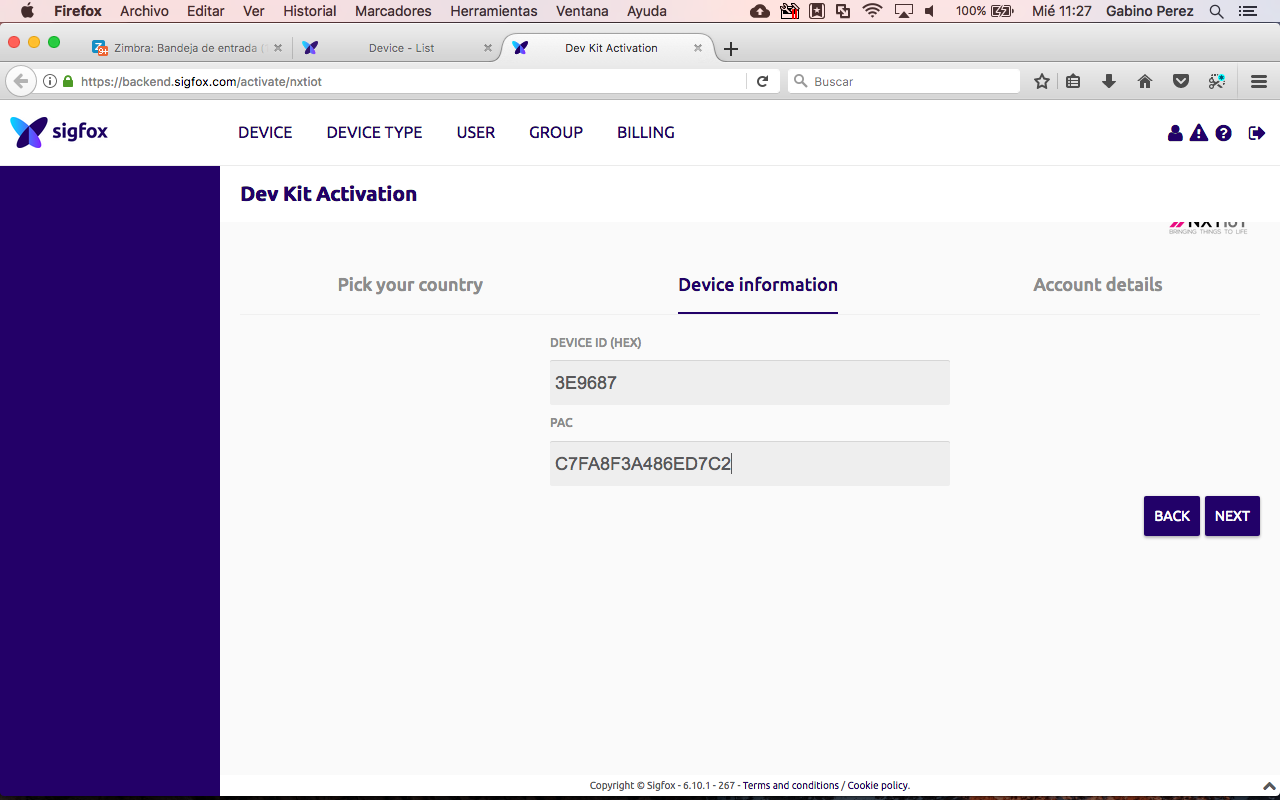 Firefox Archivo Editar Ver Historial Marcadores Herramientas Ventana Ayuda 100% Mié 11:27 Gabino Perez
Zimbra: Bandeja de entrada Device - List Dev Kit Activation
https://backend.sigfox.com/activate/nxtiot Buscar
sigfox DEVICE DEVICE TYPE USER GROUP BILLING
Dev Kit Activation
BRINGING THINGS TO LIFE
Pick your country Device information Account details
DEVICE ID (HEX)
3E9687
PAC
C7FA8F3A486ED7C2
BACK NEXT
Copyright © Sigfox - 6.10.1 - 267 - Terms and conditions / Cookie policy.